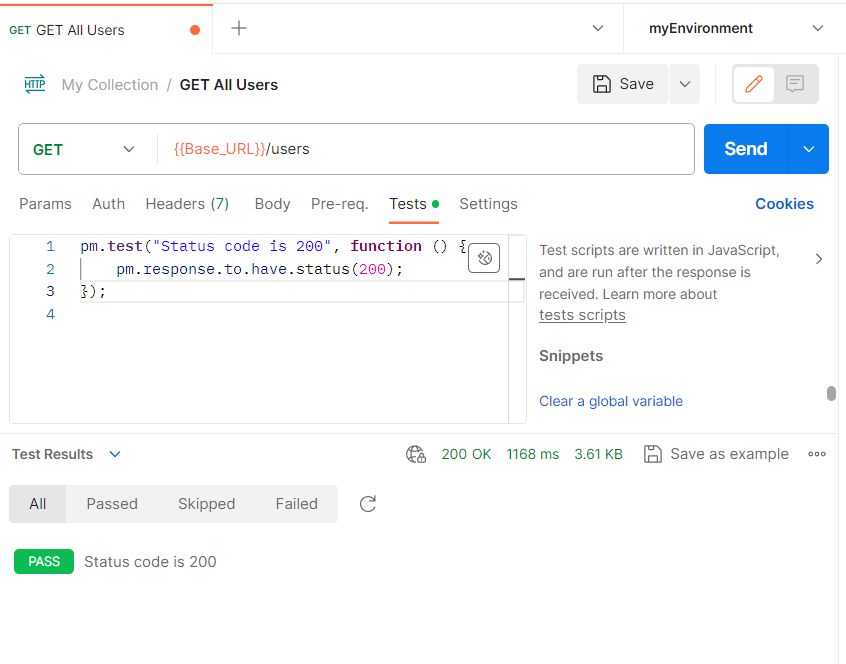 GET GET All Users
myEnvironment
HTTP My Collection / GET All Users
Save
GET {{Base_URL}}/users
Send
Params Auth Headers (7) Body Pre-req. Tests Settings
Cookies
1 pm.test("Status code is 200", function () {
2 pm.response.to.have.status(200);
3 });
4
Test scripts are written in JavaScript,
and are run after the response is
received. Learn more about
tests scripts
Snippets
Clear a global variable
Test Results
200 OK 1168 ms 3.61 KB Save as example
All Passed Skipped Failed
PASS Status code is 200